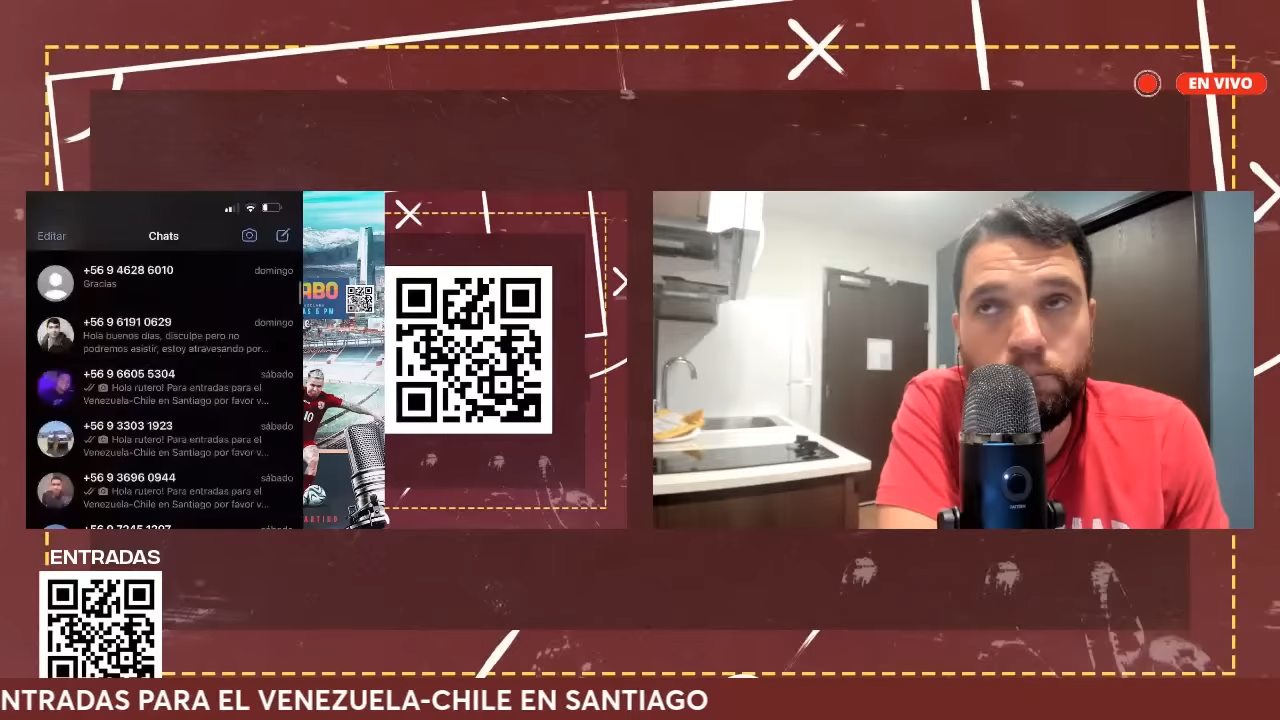 EN VIVO
Editar
Chats
+56 9 4628 6010
domingo
Gracias
+56 9 6191 0629
domingo
Hola buenos días, disculpe pero no
podremos asistir, estoy atravesando por...
+56 9 6605 5304
sábado
Hola rutero! Para entradas para el
Venezuela-Chile en Santiago por favor v...
+56 9 3303 1923
sábado
Hola rutero! Para entradas para el
Venezuela-Chile en Santiago por favor v...
+56 9 3696 0944
sábado
Hola rutero! Para entradas para el
Venezuela-Chile en Santiago por favor v...
ABO
10
ENTRADAS
NTRADAS PARA EL VENEZUELA-CHILE EN SANTIAGO